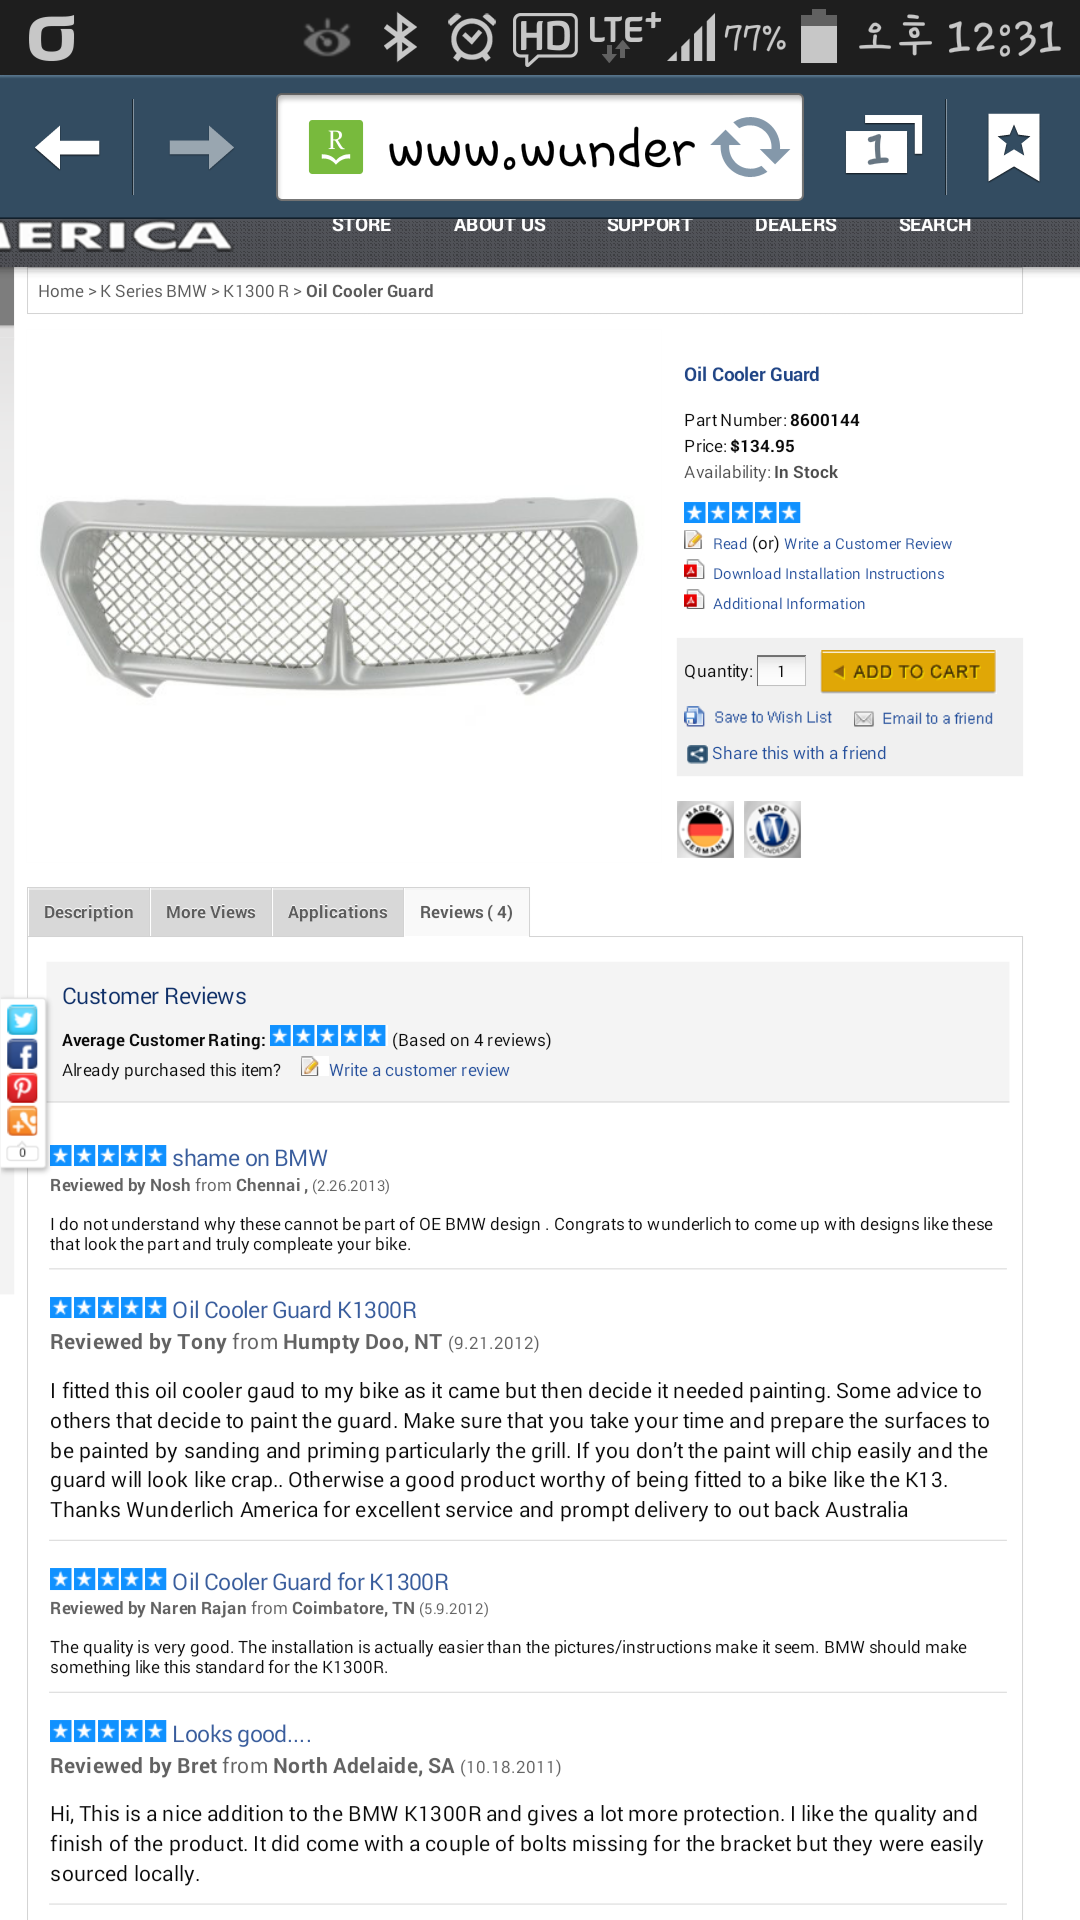 HD LTE+ 77% 오후 12:31
R www.wunder 1
ERICA STORE ABOUT US SUPPORT DEALERS SEARCH
Home > K Series BMW > K1300 R > Oil Cooler Guard
Oil Cooler Guard
Part Number: 8600144
Price: $134.95
Availability: In Stock
Read (or) Write a Customer Review
Download Installation Instructions
Additional Information
Quantity: 1 ADD TO CART
Save to Wish List Email to a friend
Share this with a friend
MADE IN GERMANY MADE BY WUNDERLICH
Description More Views Applications Reviews ( 4)
Customer Reviews
Average Customer Rating: (Based on 4 reviews)
Already purchased this item? Write a customer review
0
shame on BMW
Reviewed by Nosh from Chennai , (2.26.2013)
I do not understand why these cannot be part of OE BMW design . Congrats to wunderlich to come up with designs like these
that look the part and truly compleate your bike.
Oil Cooler Guard K1300R
Reviewed by Tony from Humpty Doo, NT (9.21.2012)
I fitted this oil cooler gaud to my bike as it came but then decide it needed painting. Some advice to
others that decide to paint the guard. Make sure that you take your time and prepare the surfaces to
be painted by sanding and priming particularly the grill. If you don't the paint will chip easily and the
guard will look like crap.. Otherwise a good product worthy of being fitted to a bike like the K13.
Thanks Wunderlich America for excellent service and prompt delivery to out back Australia
Oil Cooler Guard for K1300R
Reviewed by Naren Rajan from Coimbatore, TN (5.9.2012)
The quality is very good. The installation is actually easier than the pictures/instructions make it seem. BMW should make
something like this standard for the K1300R.
Looks good....
Reviewed by Bret from North Adelaide, SA (10.18.2011)
Hi, This is a nice addition to the BMW K1300R and gives a lot more protection. I like the quality and
finish of the product. It did come with a couple of bolts missing for the bracket but they were easily
sourced locally.